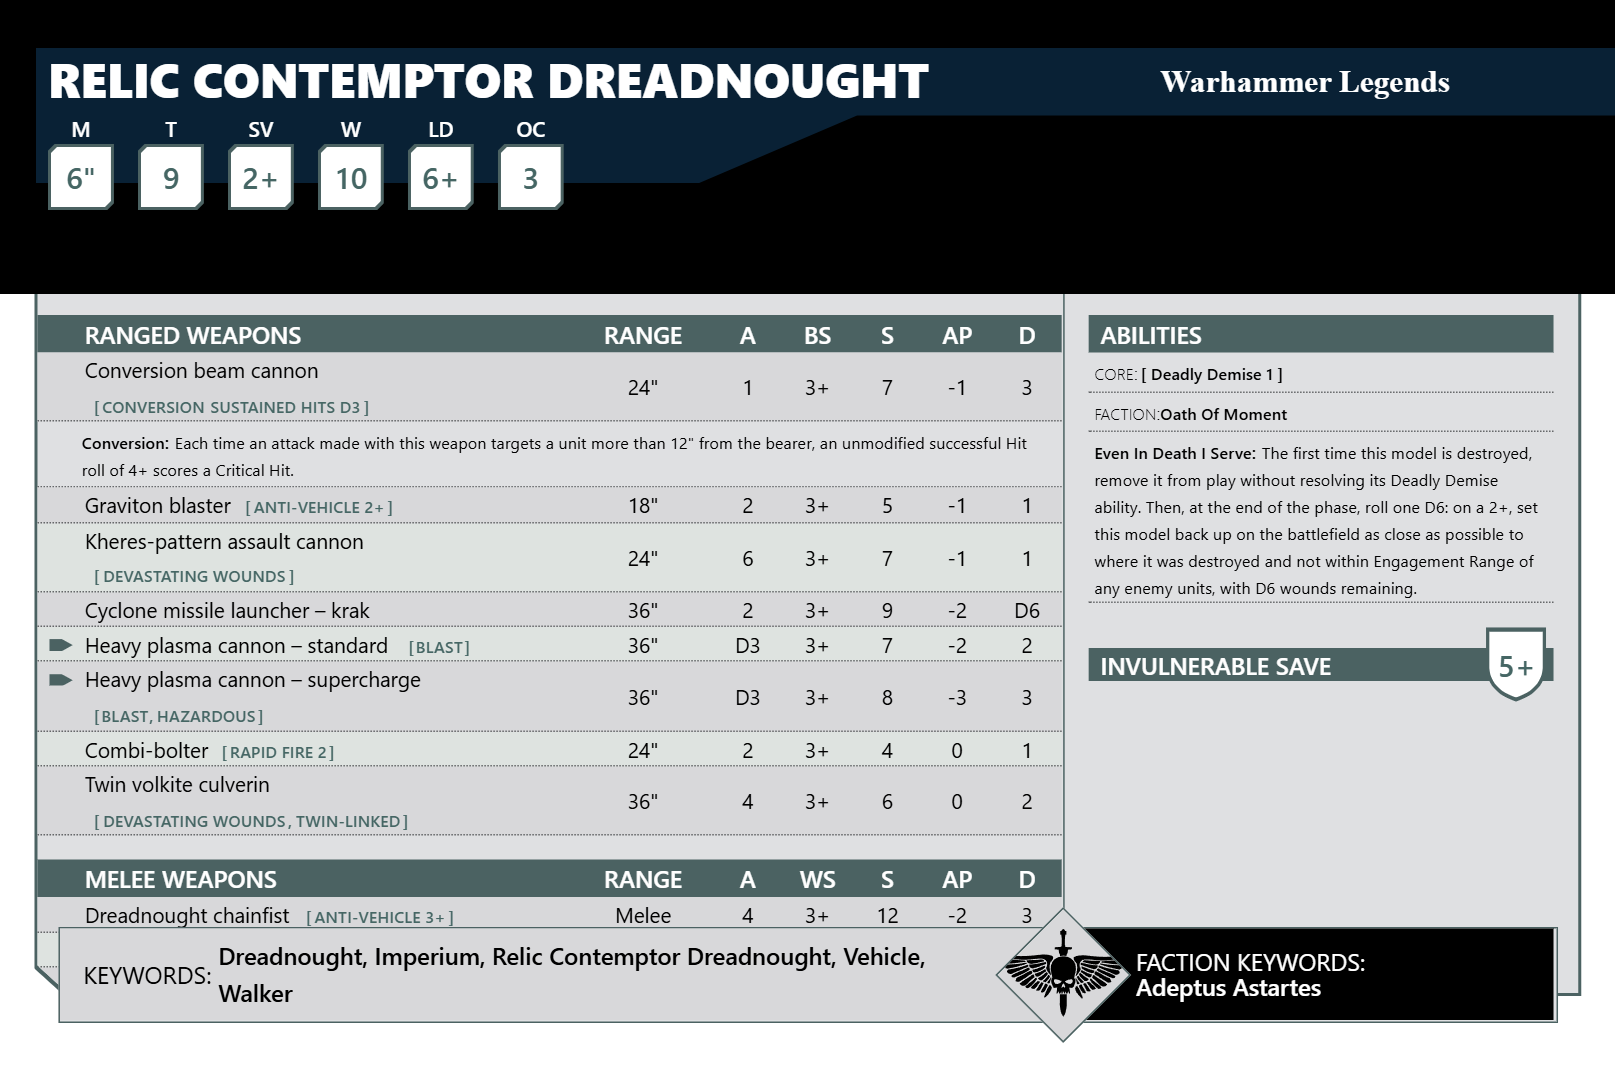 RELIC CONTEMPTOR DREADNOUGHT
Warhammer Legends
M T SV W LD OC
6" 9 2+ 10 6+ 3
RANGED WEAPONS RANGE A BS S AP D
Conversion beam cannon
[CONVERSION SUSTAINED HITS D3] 24" 1 3+ 7 -1 3
Conversion: Each time an attack made with this weapon targets a unit more than 12" from the bearer, an unmodified successful Hit
roll of 4+ scores a Critical Hit.
Graviton blaster [ANTI-VEHICLE 2+] 18" 2 3+ 5 -1 1
Kheres-pattern assault cannon
[DEVASTATING WOUNDS] 24" 6 3+ 7 -1 1
Cyclone missile launcher – krak 36" 2 3+ 9 -2 D6
Heavy plasma cannon – standard [BLAST] 36" D3 3+ 7 -2 2
Heavy plasma cannon – supercharge
[BLAST, HAZARDOUS] 36" D3 3+ 8 -3 3
Combi-bolter [RAPID FIRE 2] 24" 2 3+ 4 0 1
Twin volkite culverin
[DEVASTATING WOUNDS, TWIN-LINKED] 36" 4 3+ 6 0 2
MELEE WEAPONS RANGE A WS S AP D
Dreadnought chainfist [ANTI-VEHICLE 3+] Melee 4 3+ 12 -2 3
ABILITIES
CORE: [ Deadly Demise 1 ]
FACTION:Oath Of Moment
Even In Death I Serve: The first time this model is destroyed,
remove it from play without resolving its Deadly Demise
ability. Then, at the end of the phase, roll one D6: on a 2+, set
this model back up on the battlefield as close as possible to
where it was destroyed and not within Engagement Range of
any enemy units, with D6 wounds remaining.
INVULNERABLE SAVE 5+
KEYWORDS: Dreadnought, Imperium, Relic Contemptor Dreadnought, Vehicle,
Walker
FACTION KEYWORDS:
Adeptus Astartes